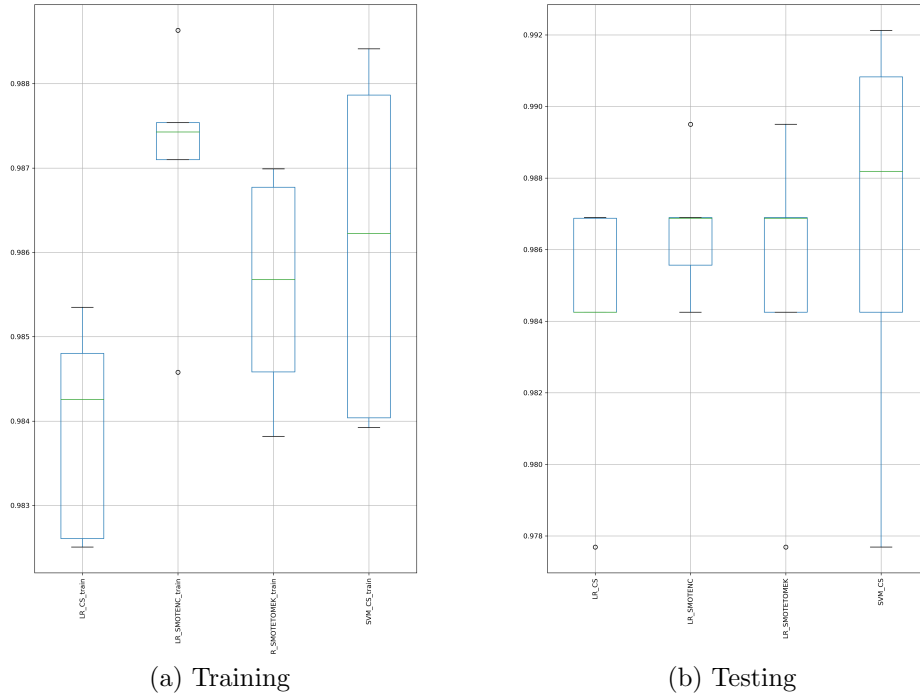 0.988
0.987
0.986
0.985
0.984
0.983
LR_CS_train
LR_SMOTENC_train
R_SMOTETOMEK_train
SVM_CS_train
(a) Training
0.992
0.990
0.988
0.986
0.984
0.982
0.980
0.978
LR_CS
LR_SMOTENC
LR_SMOTETOMEK
SVM_CS
(b) Testing